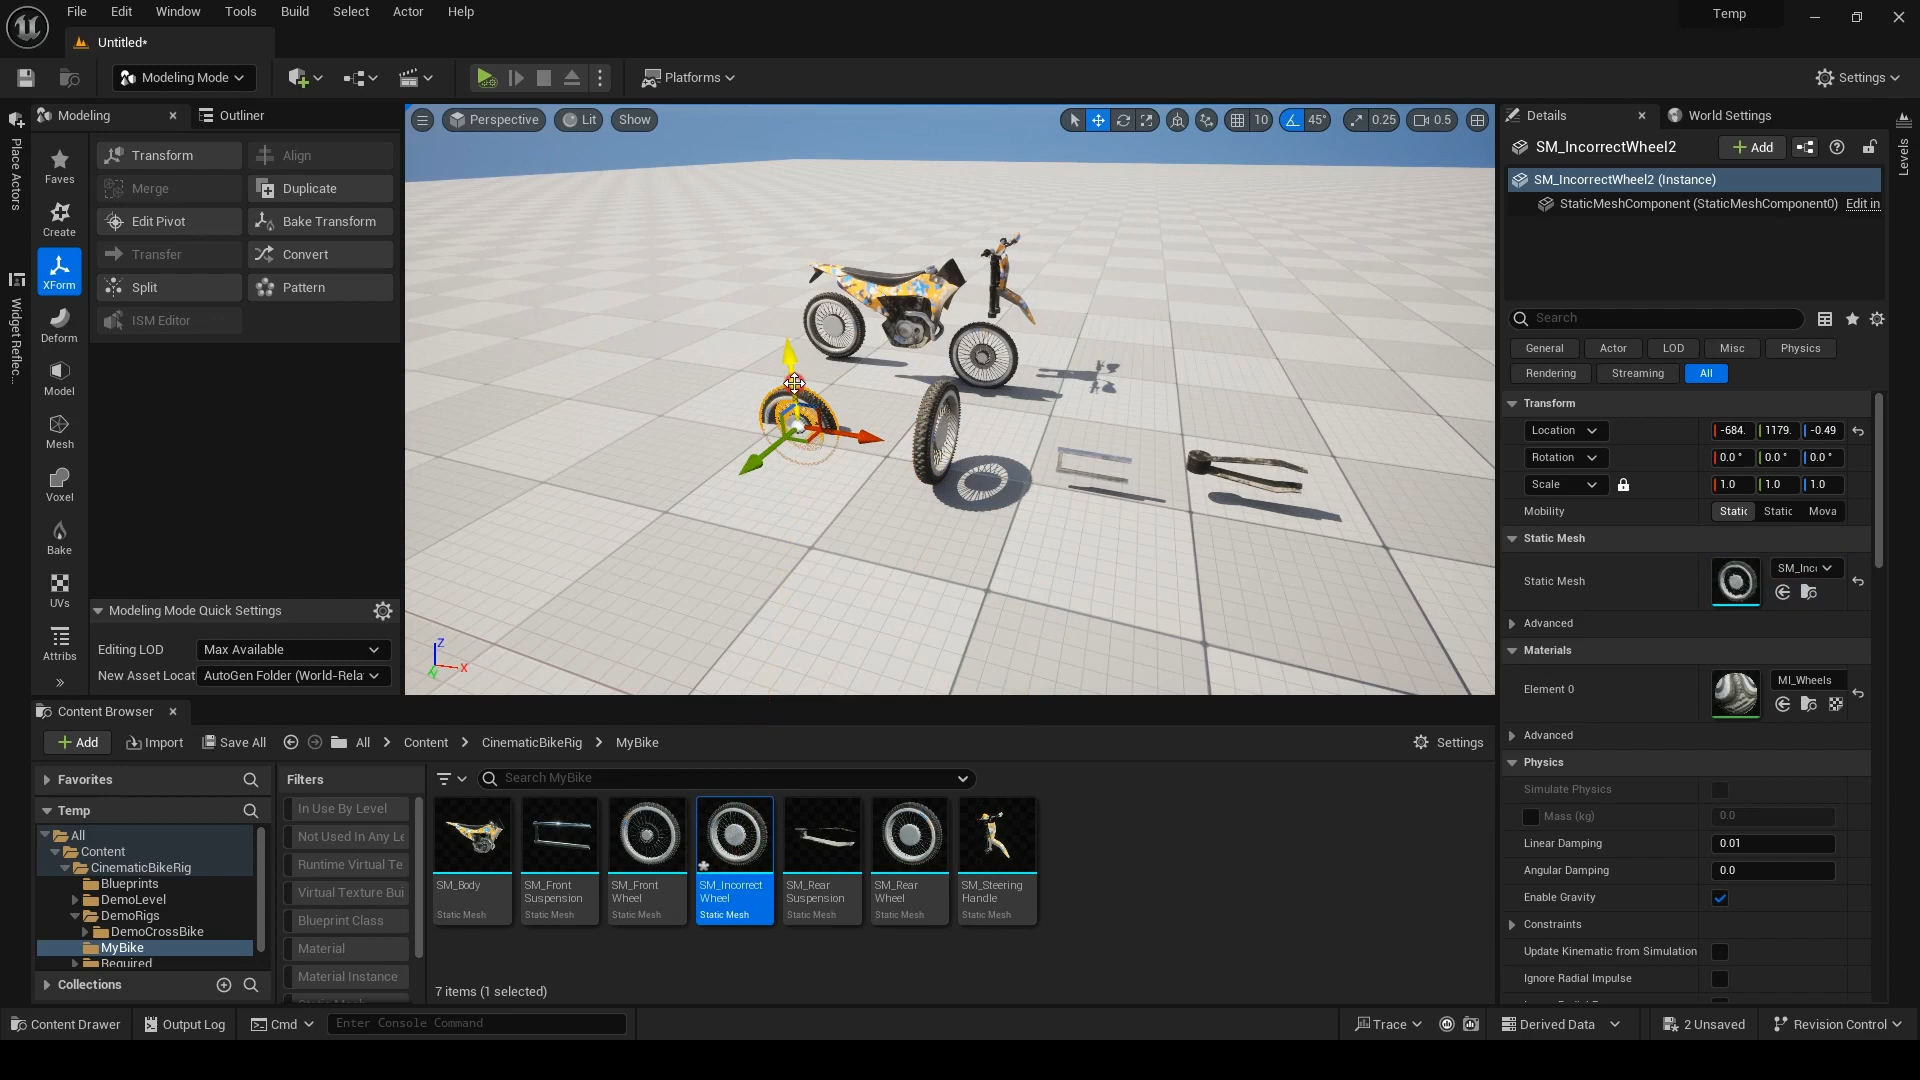 File Edit Window Tools Build Select Actor Help
Temp
Untitled*
Modeling Mode
Platforms
Settings
Place Actors
Widget Reflec...
Modeling
Outliner
Faves
Create
XForm
Deform
Model
Mesh
Voxel
Bake
UVs
Attribs
Transform
Align
Merge
Duplicate
Edit Pivot
Bake Transform
Transfer
Convert
Split
Pattern
ISM Editor
Modeling Mode Quick Settings
Editing LOD
Max Available
New Asset Locat
AutoGen Folder (World-Rela
Perspective
Lit
Show
10
45°
0.25
0.5
Z
X
Y
Details
World Settings
Levels
SM_IncorrectWheel2
Add
SM_IncorrectWheel2 (Instance)
StaticMeshComponent (StaticMeshComponent0)
Edit in
Search
General
Actor
LOD
Misc
Physics
Rendering
Streaming
All
Transform
Location
-684.
1179.
-0.49
Rotation
0.0 °
0.0 °
0.0 °
Scale
1.0
1.0
1.0
Mobility
Static
Static
Mova
Static Mesh
Static Mesh
SM_Inc
Advanced
Materials
Element 0
MI_Wheels
Advanced
Physics
Simulate Physics
Mass (kg)
0.0
Linear Damping
0.01
Angular Damping
0.0
Enable Gravity
Constraints
Update Kinematic from Simulation
Ignore Radial Impulse
Content Browser
Add
Import
Save All
All
Content
CinematicBikeRig
MyBike
Settings
Favorites
Temp
All
Content
CinematicBikeRig
Blueprints
DemoLevel
DemoRigs
DemoCrossBike
MyBike
Required
Collections
Filters
In Use By Level
Not Used In Any Le
Runtime Virtual Te
Virtual Texture Bui
Blueprint Class
Material
Material Instance
Search MyBike
SM_Body
Static Mesh
SM_Front
Suspension
Static Mesh
SM_Front
Wheel
Static Mesh
SM_Incorrect
Wheel
Static Mesh
SM_Rear
Suspension
Static Mesh
SM_Rear
Wheel
Static Mesh
SM_Steering
Handle
Static Mesh
7 items (1 selected)
Content Drawer
Output Log
Cmd
Enter Console Command
Trace
Derived Data
2 Unsaved
Revision Control